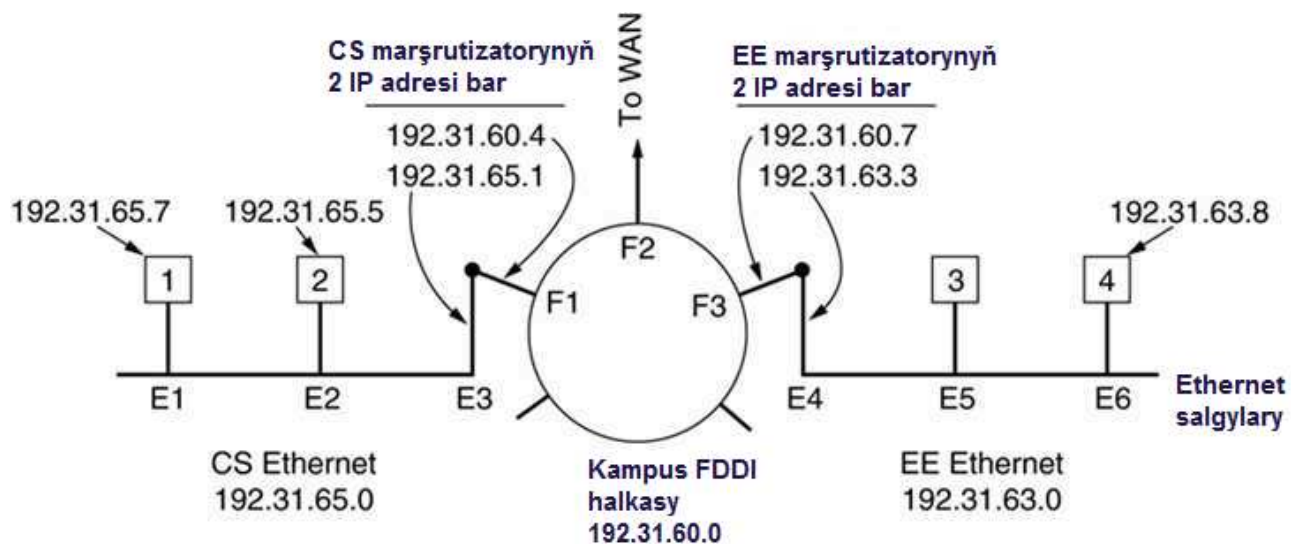 CS marşrutizatorynyň
2 IP adresi bar
192.31.60.4
192.31.65.1
To WAN
EE marşrutizatorynyň
2 IP adresi bar
192.31.60.7
192.31.63.3
192.31.65.7
192.31.65.5
192.31.63.8
1
2
F1
F2
F3
3
4
E1
E2
E3
E4
E5
E6
Ethernet
salgylary
CS Ethernet
192.31.65.0
Kampus FDDI
halkasy
192.31.60.0
EE Ethernet
192.31.63.0